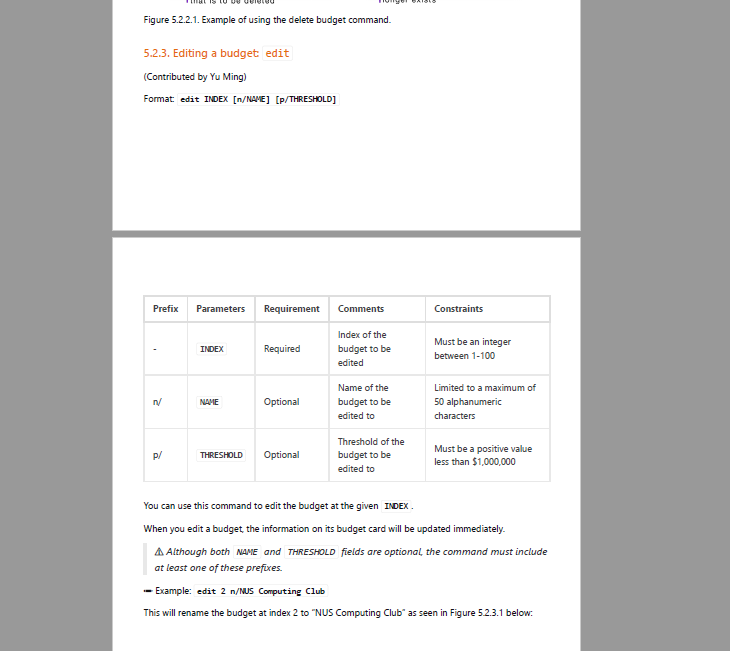 That is to be deleted longer exists
Figure 5.2.2.1. Example of using the delete budget command.
5.2.3. Editing a budget: edit
(Contributed by Yu Ming)
Format: edit INDEX [n/NAME] [p/THRESHOLD]
Prefix Parameters Requirement Comments Constraints
- INDEX Required Index of the budget to be edited Must be an integer between 1-100
n/ NAME Optional Name of the budget to be edited to Limited to a maximum of 50 alphanumeric characters
p/ THRESHOLD Optional Threshold of the budget to be edited to Must be a positive value less than $1,000,000
You can use this command to edit the budget at the given INDEX.
When you edit a budget, the information on its budget card will be updated immediately.
⚠ Although both NAME and THRESHOLD fields are optional, the command must include
at least one of these prefixes.
Example: edit 2 n/NUS Computing Club
This will rename the budget at index 2 to "NUS Computing Club" as seen in Figure 5.2.3.1 below: